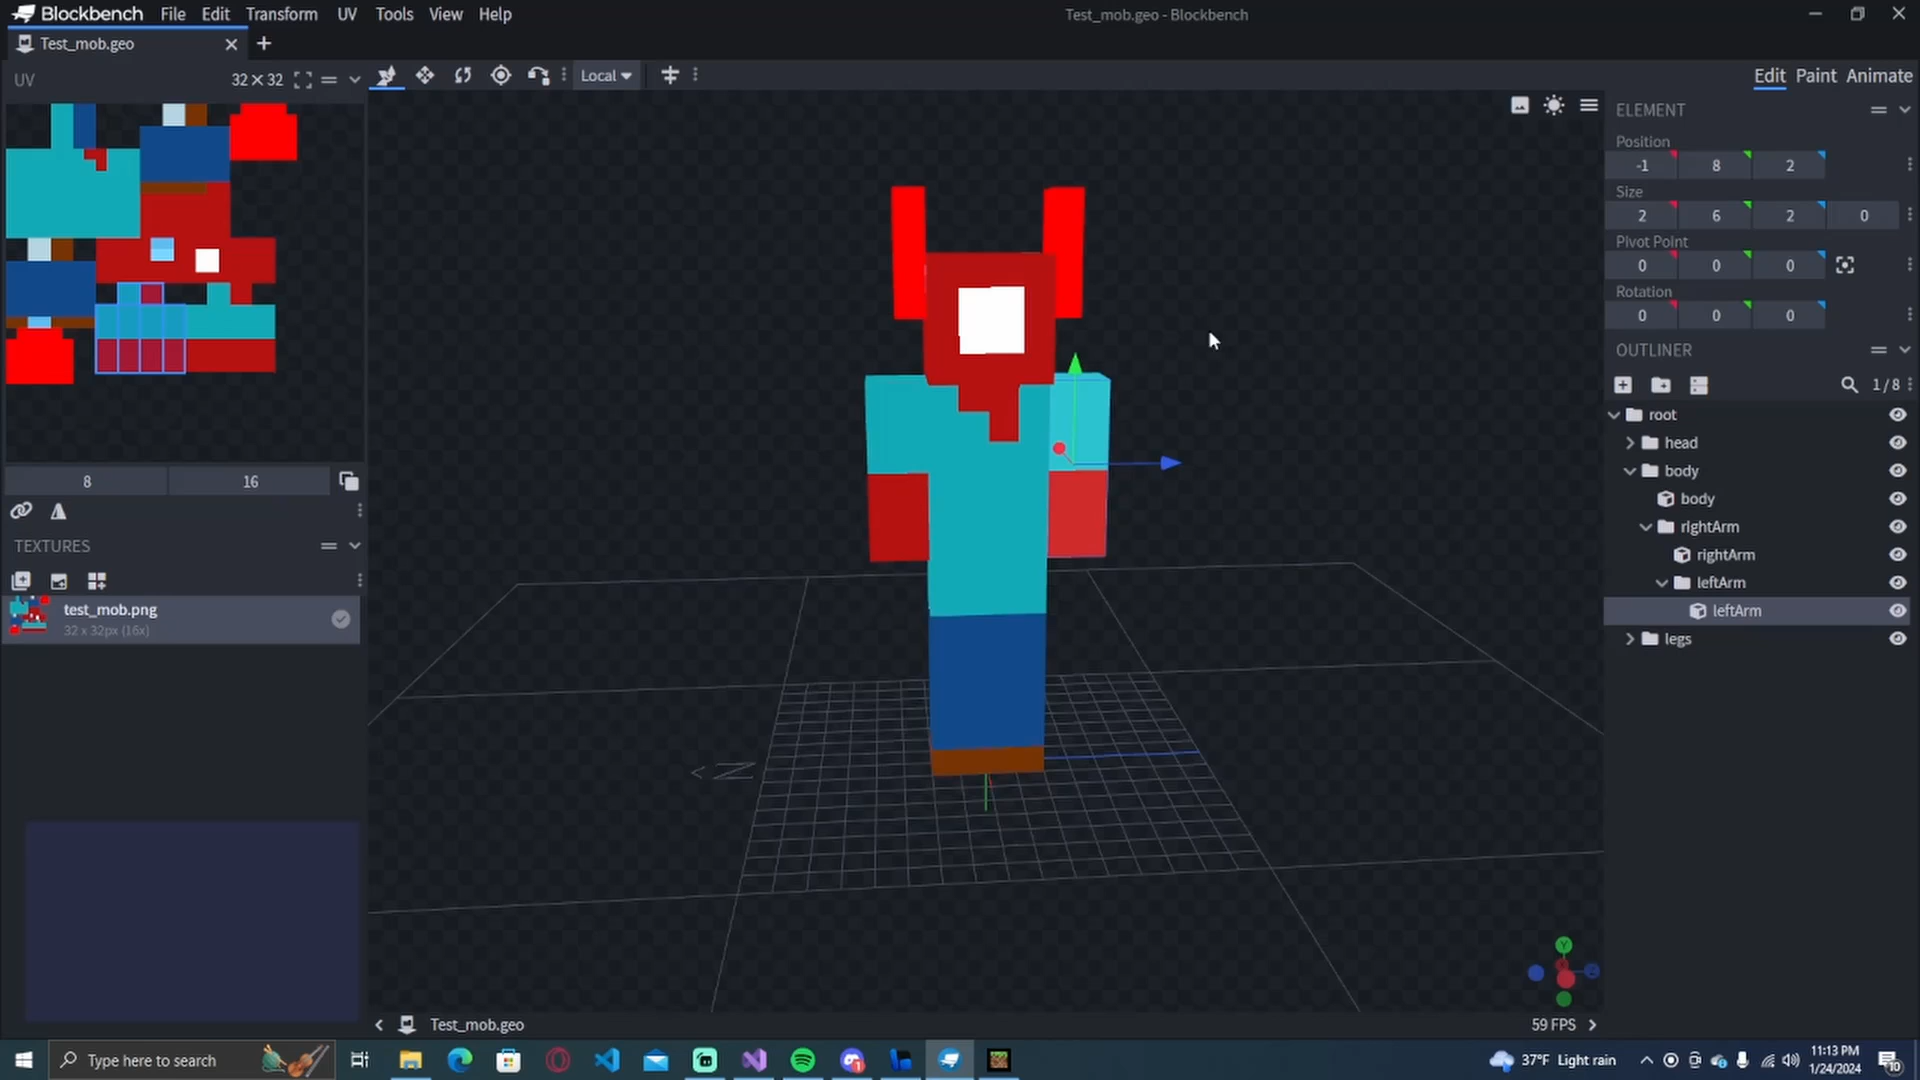 Blockbench File Edit Transform UV Tools View Help
Test_mob.geo - Blockbench
Test_mob.geo
UV 32×32
Local
Edit Paint Animate
ELEMENT
Position
-1 8 2
Size
2 6 2 0
Pivot Point
0 0 0
Rotation
0 0 0
OUTLINER
1/8
root
head
body
body
rIghtArm
rightArm
leftArm
leftArm
legs
8 16
TEXTURES
test_mob.png
32 x 32px (16x)
N
Y
Test_mob.geo
59 FPS
Type here to search
37°F Light rain
11:13 PM
1/24/2024
1
10